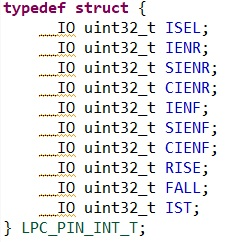 typedef struct {
__IO uint32_t ISEL;
__IO uint32_t IENR;
__IO uint32_t SIENR;
__IO uint32_t CIENR;
__IO uint32_t IENF;
__IO uint32_t SIENF;
__IO uint32_t CIENF;
__IO uint32_t RISE;
__IO uint32_t FALL;
__IO uint32_t IST;
} LPC_PIN_INT_T;